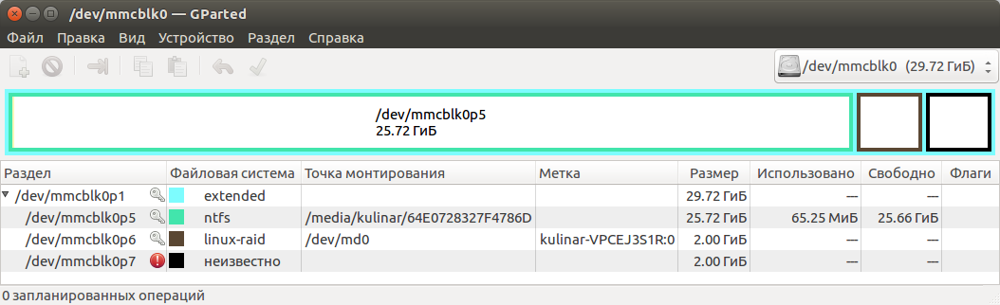 /dev/mmcblk0 — GParted
Файл Правка Вид Устройство Раздел Справка
/dev/mmcblk0 (29.72 ГиБ)
/dev/mmcblk0p5
25.72 ГиБ
Раздел Файловая система Точка монтирования Метка Размер Использовано Свободно Флаги
/dev/mmcblk0p1 extended 29.72 ГиБ --- ---
/dev/mmcblk0p5 ntfs /media/kulinar/64E0728327F4786D 25.72 ГиБ 65.25 МиБ 25.66 ГиБ
/dev/mmcblk0p6 linux-raid /dev/md0 kulinar-VPCEJ3S1R:0 2.00 ГиБ --- ---
/dev/mmcblk0p7 неизвестно 2.00 ГиБ --- ---
0 запланированных операций